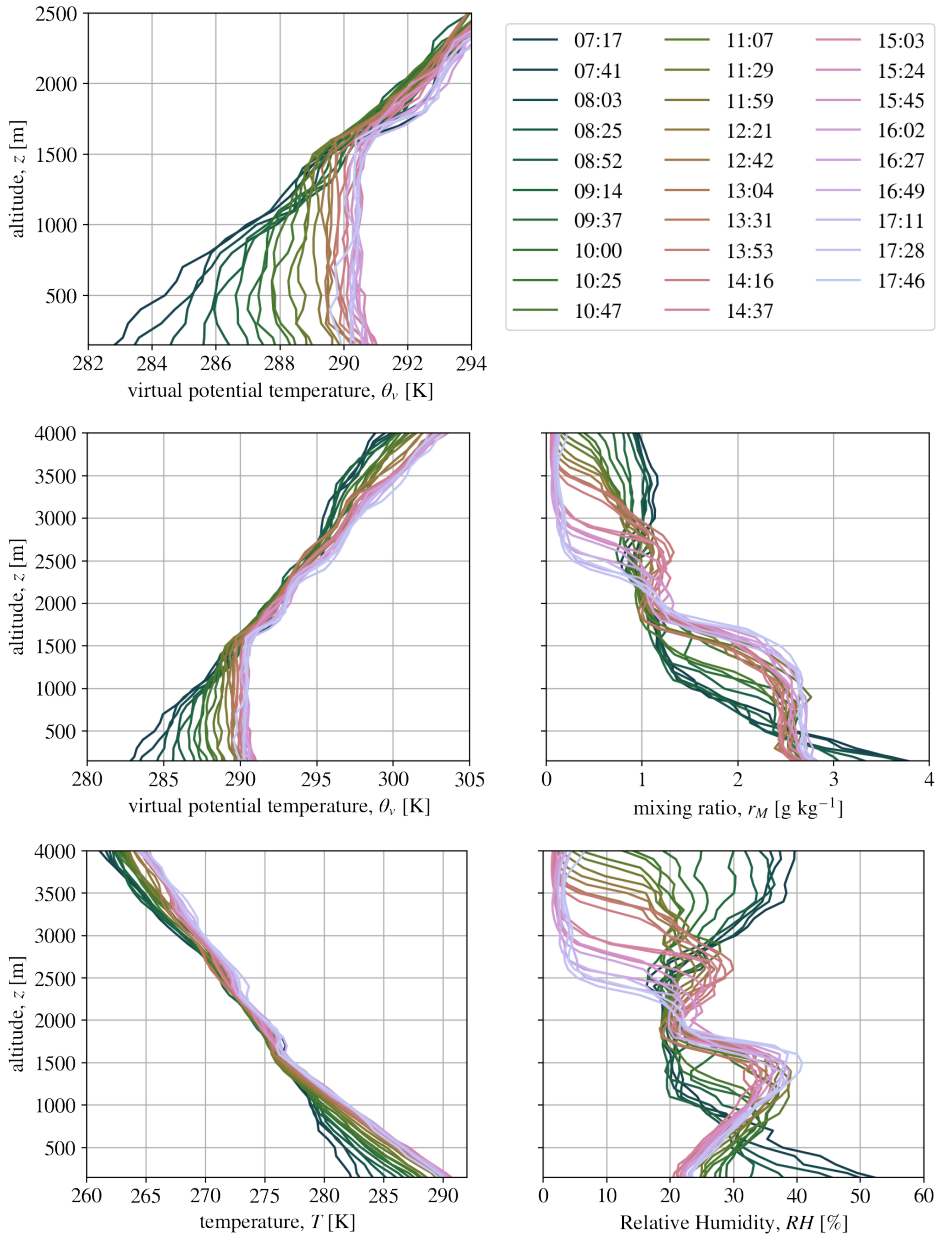 2500
2000
1500
1000
500
altitude, z [m]
282 284 286 288 290 292 294
virtual potential temperature, θv [K]
07:17 11:07 15:03
07:41 11:29 15:24
08:03 11:59 15:45
08:25 12:21 16:02
08:52 12:42 16:27
09:14 13:04 16:49
09:37 13:31 17:11
10:00 13:53 17:28
10:25 14:16 17:46
10:47 14:37
4000
3500
3000
2500
2000
1500
1000
500
altitude, z [m]
280 285 290 295 300 305
virtual potential temperature, θv [K]
0 1 2 3 4
mixing ratio, rM [g kg⁻¹]
4000
3500
3000
2500
2000
1500
1000
500
altitude, z [m]
260 265 270 275 280 285 290
temperature, T [K]
0 10 20 30 40 50 60
Relative Humidity, RH [%]